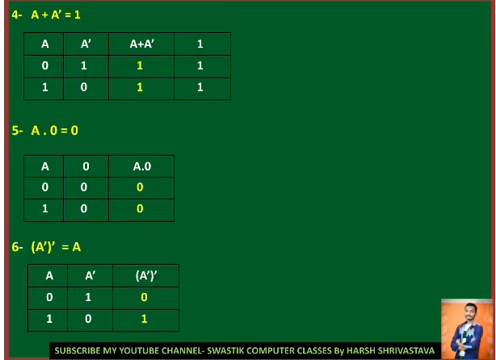 4- A + A’ = 1
A A’ A+A’ 1
0 1 1 1
1 0 1 1
5- A . 0 = 0
A 0 A.0
0 0 0
1 0 0
6- (A’)’ = A
A A’ (A’)’
0 1 0
1 0 1
SUBSCRIBE MY YOUTUBE CHANNEL- SWASTIK COMPUTER CLASSES By HARSH SHRIVASTAVA